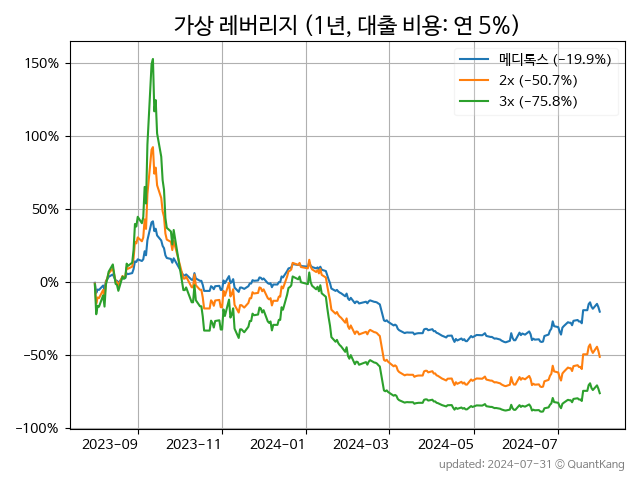 가상 레버리지 (1년, 대출 비용: 연 5%)
메디톡스 (−19.9%)
2x (−50.7%)
3x (−75.8%)
150%
100%
50%
0%
−50%
−100%
2023-09
2023-11
2024-01
2024-03
2024-05
2024-07
updated: 2024-07-31 © QuantKang